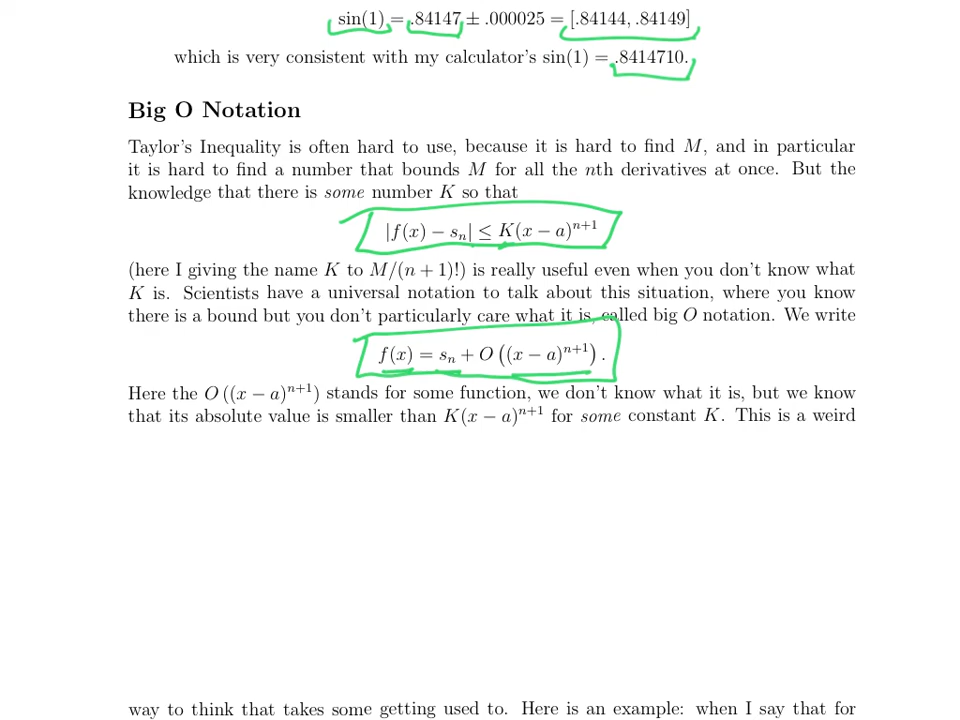 sin(1) = .84147 ± .000025 = [.84144, .84149]
which is very consistent with my calculator's sin(1) = .8414710.
Big O Notation
Taylor's Inequality is often hard to use, because it is hard to find M, and in particular
it is hard to find a number that bounds M for all the nth derivatives at once. But the
knowledge that there is some number K so that
|f(x) − sₙ| ≤ K(x − a)ⁿ⁺¹
(here I giving the name K to M/(n + 1)!) is really useful even when you don't know what
K is. Scientists have a universal notation to talk about this situation, where you know
there is a bound but you don't particularly care what it is, called big O notation. We write
f(x) = sₙ + O ((x − a)ⁿ⁺¹) .
Here the O ((x − a)ⁿ⁺¹) stands for some function, we don't know what it is, but we know
that its absolute value is smaller than K(x − a)ⁿ⁺¹ for some constant K. This is a weird
way to think that takes some getting used to. Here is an example: when I say that for